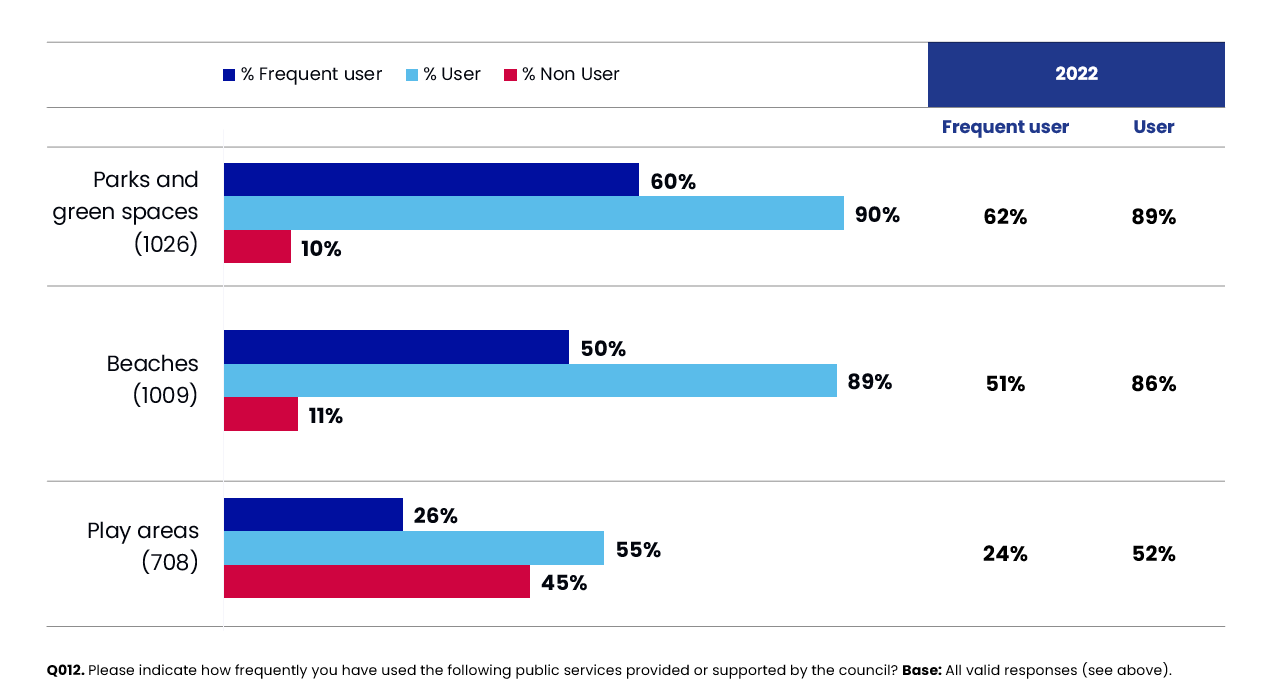 % Frequent user % User % Non User
2022
Frequent user User
Parks and
green spaces
(1026)
60%
90%
10%
62% 89%
Beaches
(1009)
50%
89%
11%
51% 86%
Play areas
(708)
26%
55%
45%
24% 52%
Q012. Please indicate how frequently you have used the following public services provided or supported by the council? Base: All valid responses (see above).